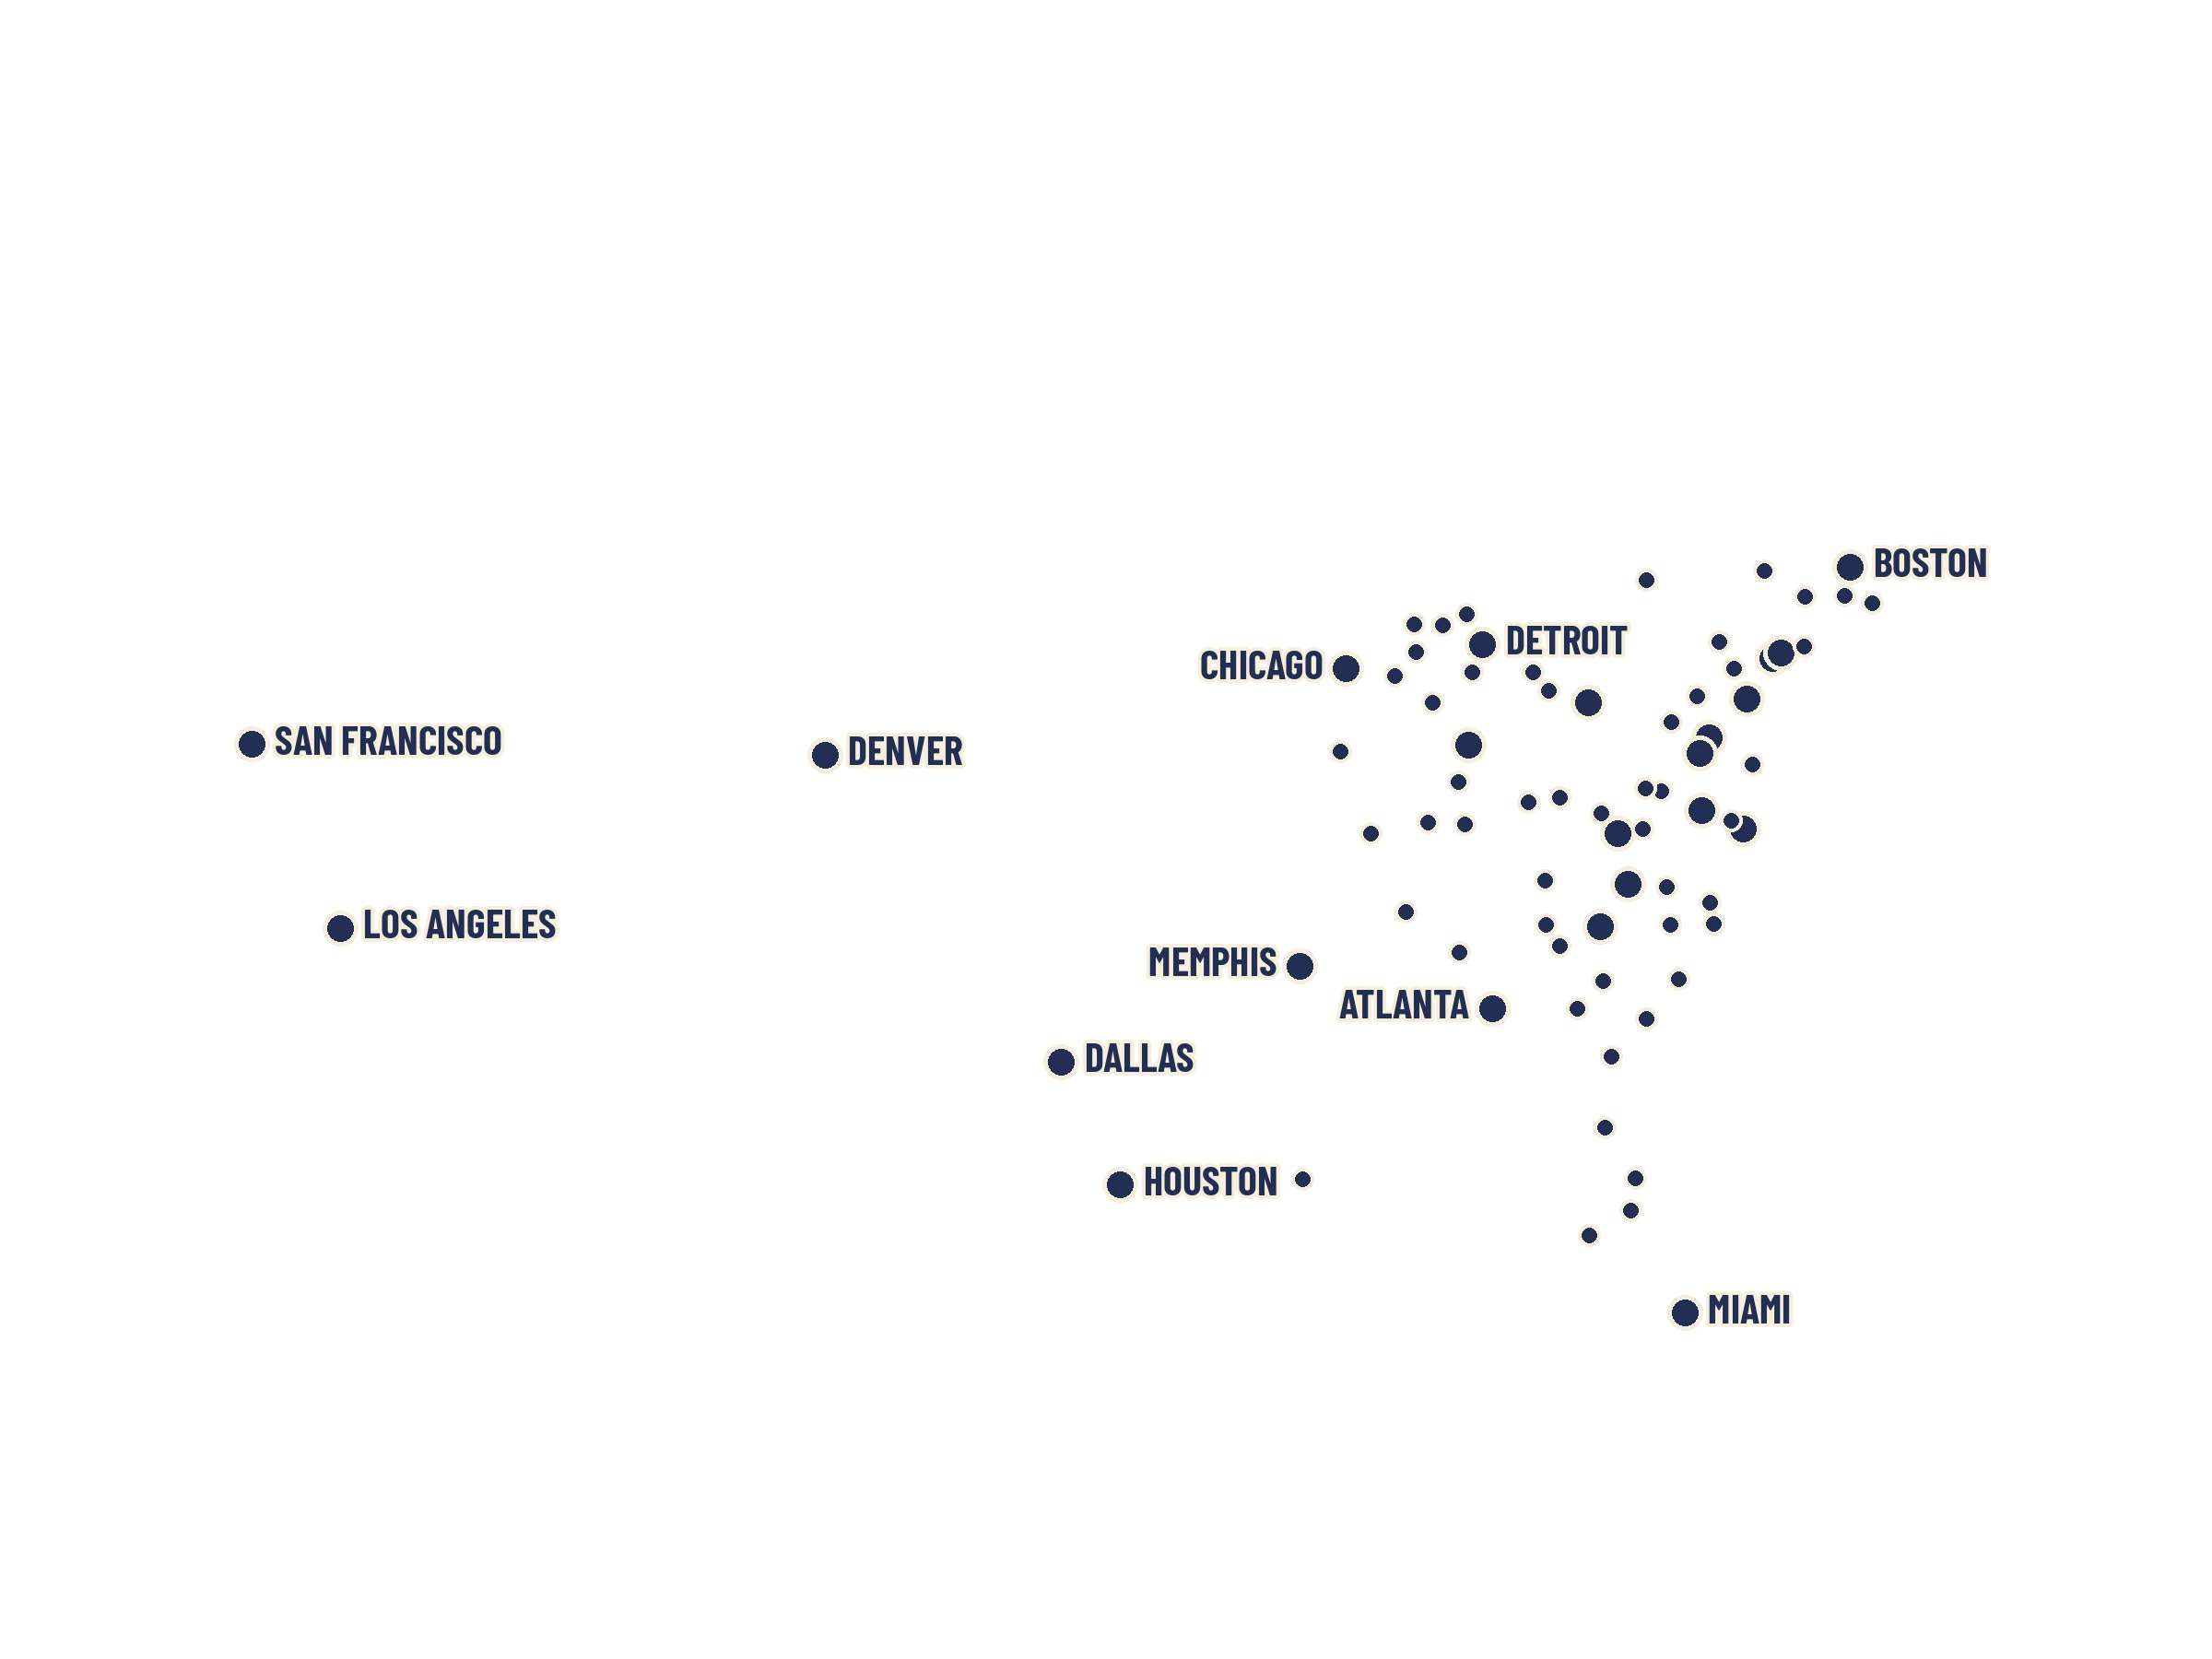 BOSTON
DETROIT
CHICAGO
SAN FRANCISCO
DENVER
LOS ANGELES
MEMPHIS
ATLANTA
DALLAS
HOUSTON
MIAMI